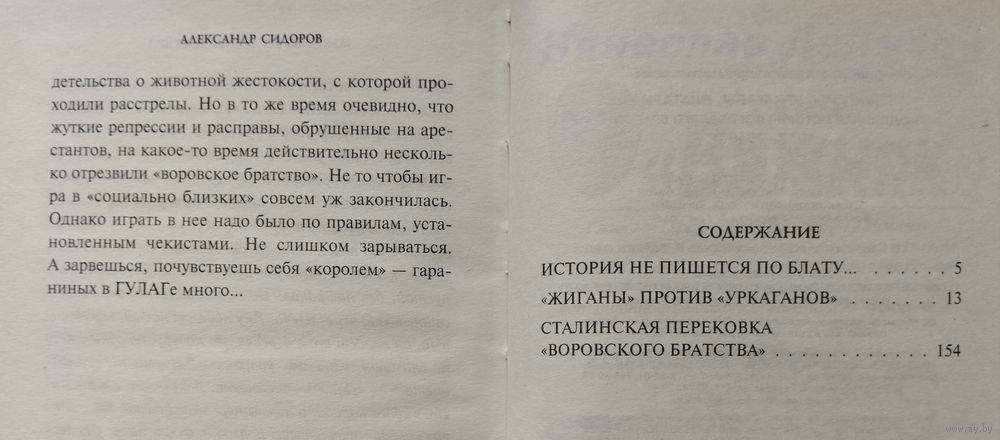 АЛЕКСАНДР СИДОРОВ
детельства о животной жестокости, с которой про-
ходили расстрелы. Но в то же время очевидно, что
жуткие репрессии и расправы, обрушенные на аре-
стантов, на какое-то время действительно несколь-
ко отрезвили «воровское братство». Не то чтобы иг-
ра в «социально близких» совсем уж закончилась.
Однако играть в нее надо было по правилам, уста-
новленным чекистами. Не слишком зарываться.
А зарвешься, почувствуешь себя «королем» — гара-
ниных в ГУЛАГе много...
СОДЕРЖАНИЕ
ИСТОРИЯ НЕ ПИШЕТСЯ ПО БЛАТУ... . . . . . . 5
«ЖИГАНЫ» ПРОТИВ «УРКАГАНОВ» . . . . . . . 13
СТАЛИНСКАЯ ПЕРЕКОВКА
«ВОРОВСКОГО БРАТСТВА» . . . . . . . . . . . . 154
www.ay.by